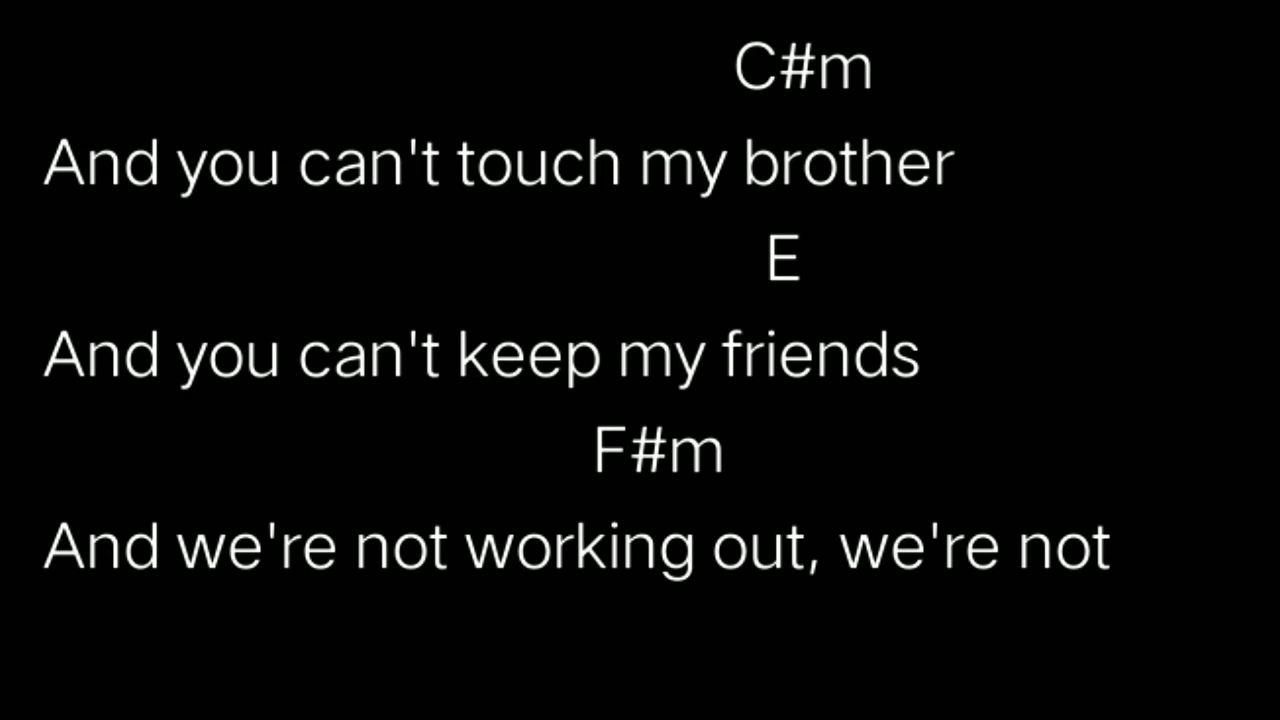 C#m
And you can't touch my brother
E
And you can't keep my friends
F#m
And we're not working out, we're not